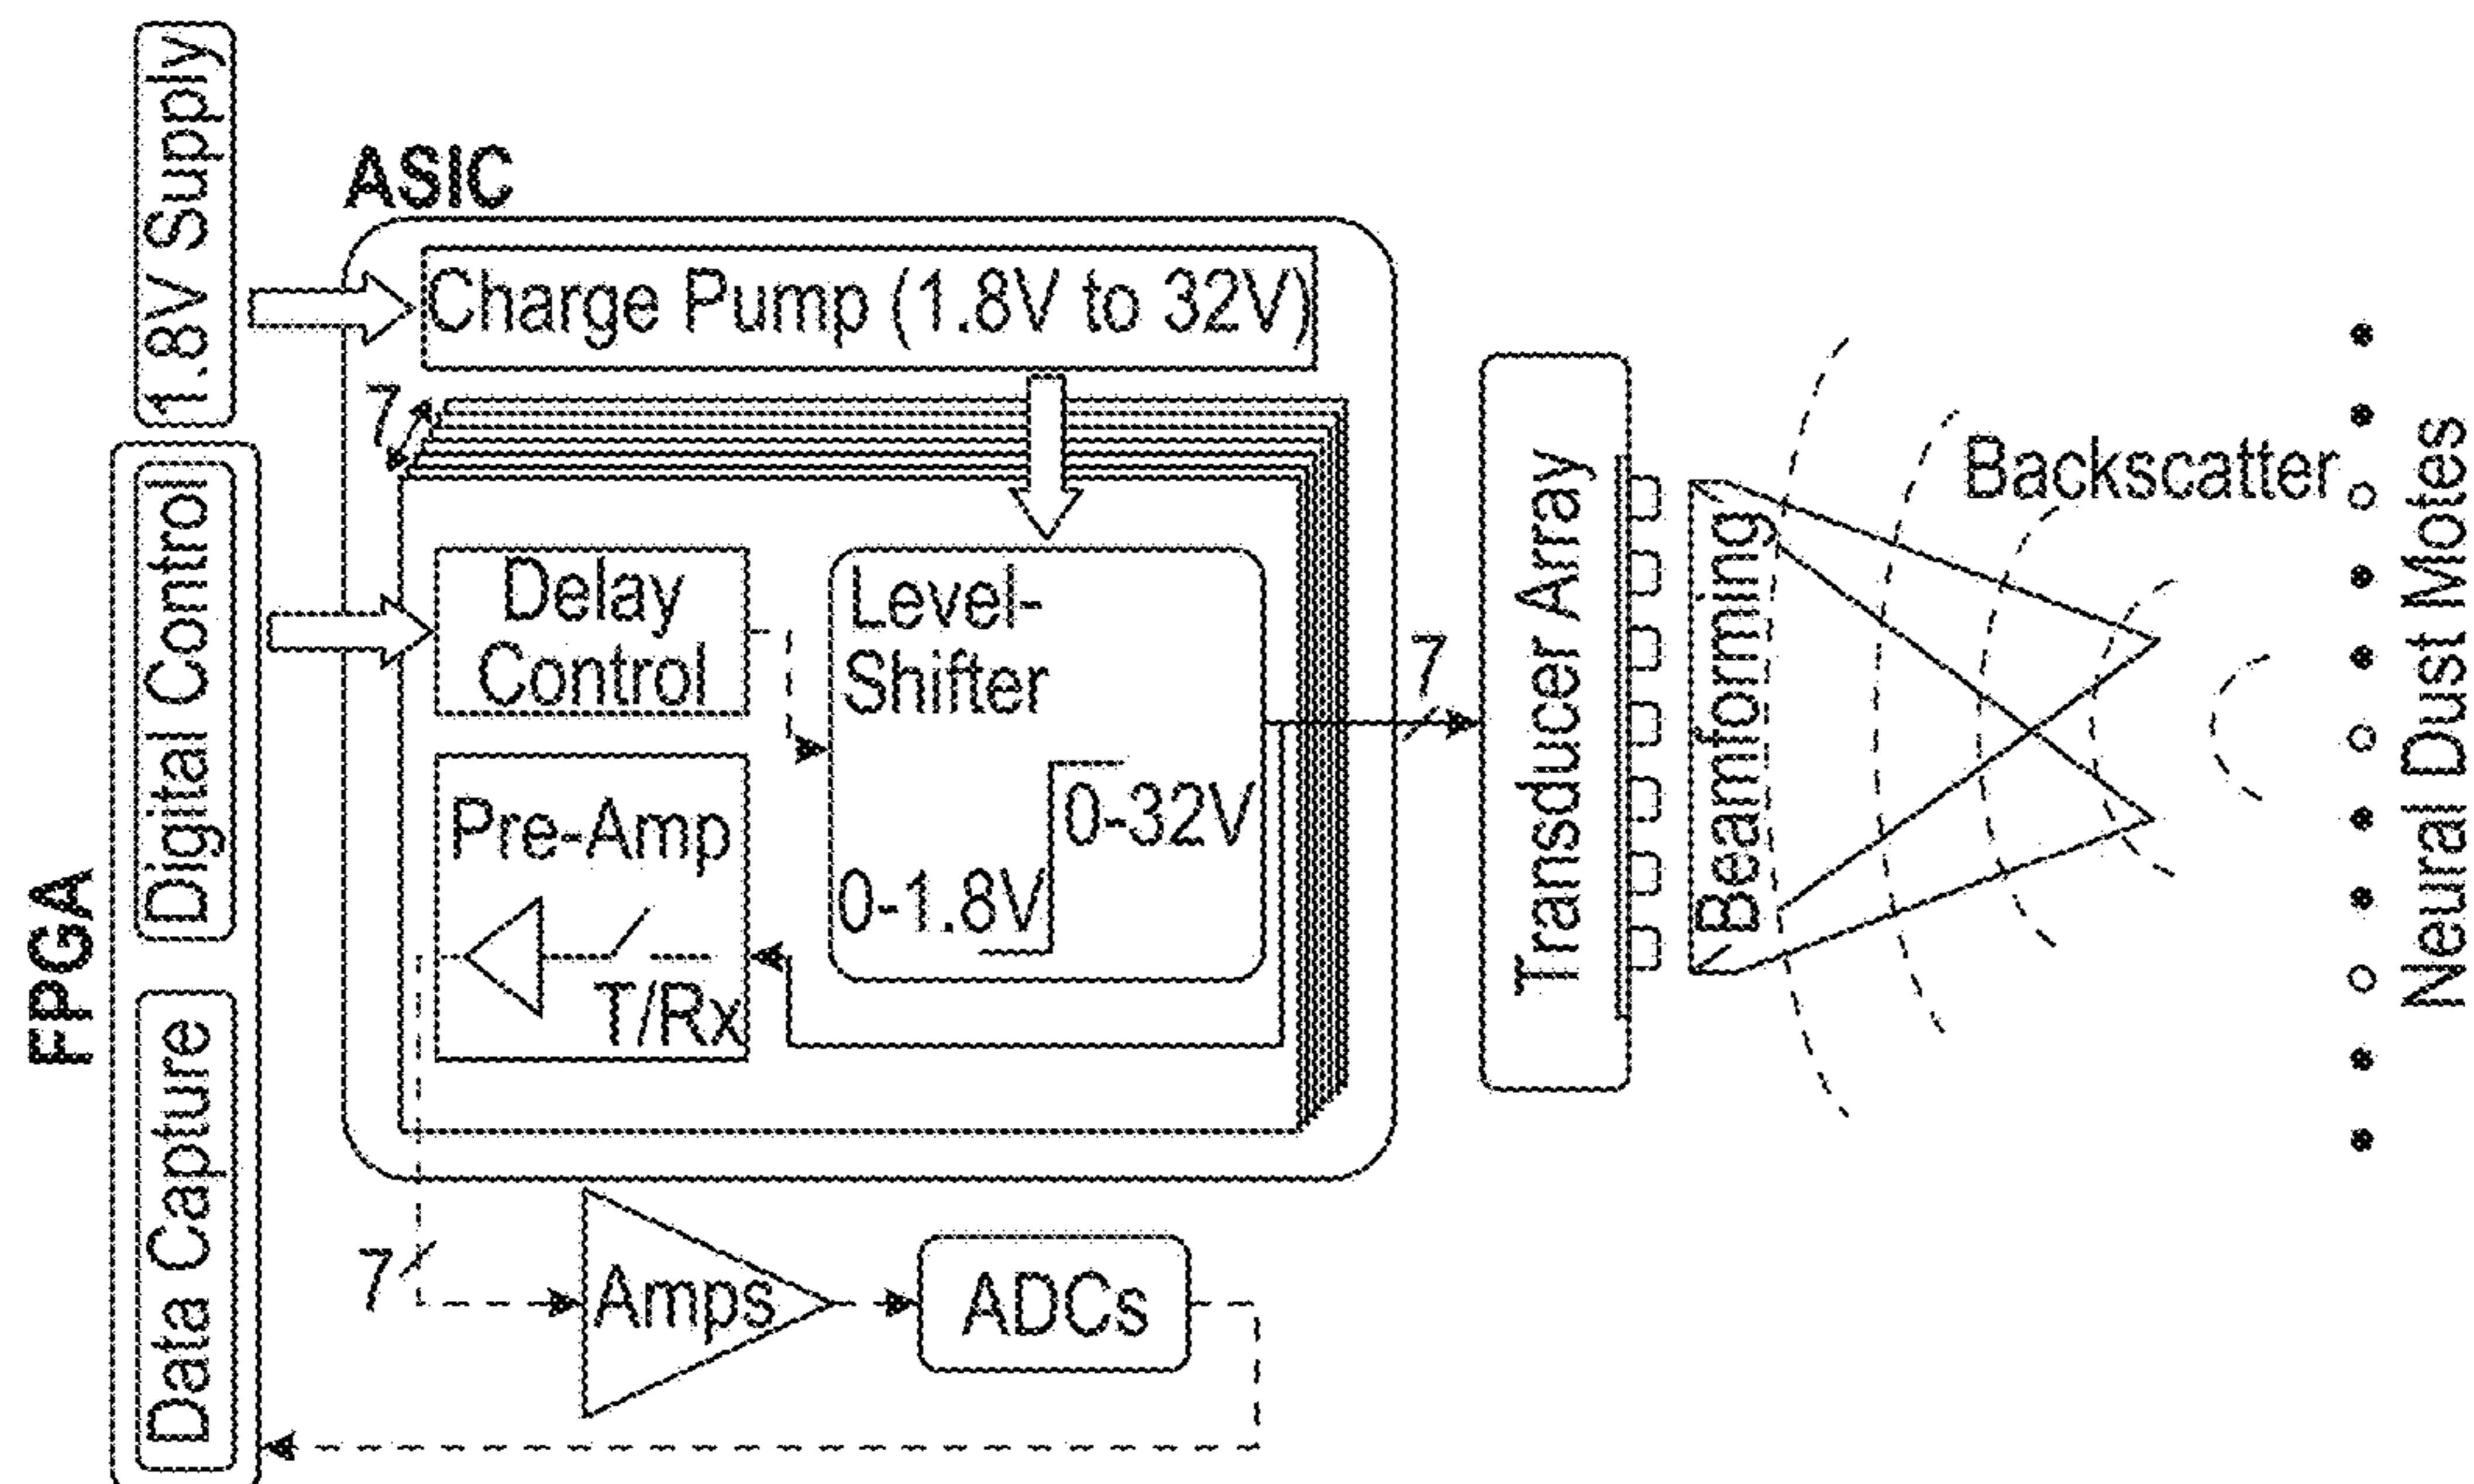 1.8V Supply
ASIC
Charge Pump (1.8V to 32V)
7
FPGA
Digital Control
Data Capture
Delay
Control
Level-
Shifter
0-32V
0-1.8V
Pre-Amp
T/Rx
7
Transducer Array
Beamforming
Backscatter
Neural Dust Motes
7
Amps
ADCs